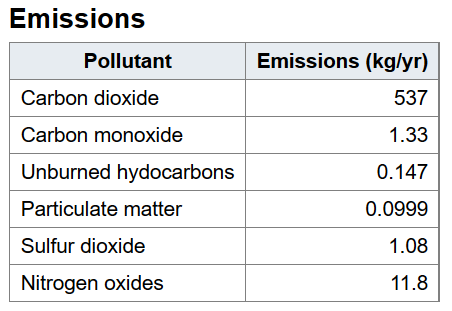 Emissions
Pollutant Emissions (kg/yr)
Carbon dioxide 537
Carbon monoxide 1.33
Unburned hydocarbons 0.147
Particulate matter 0.0999
Sulfur dioxide 1.08
Nitrogen oxides 11.8